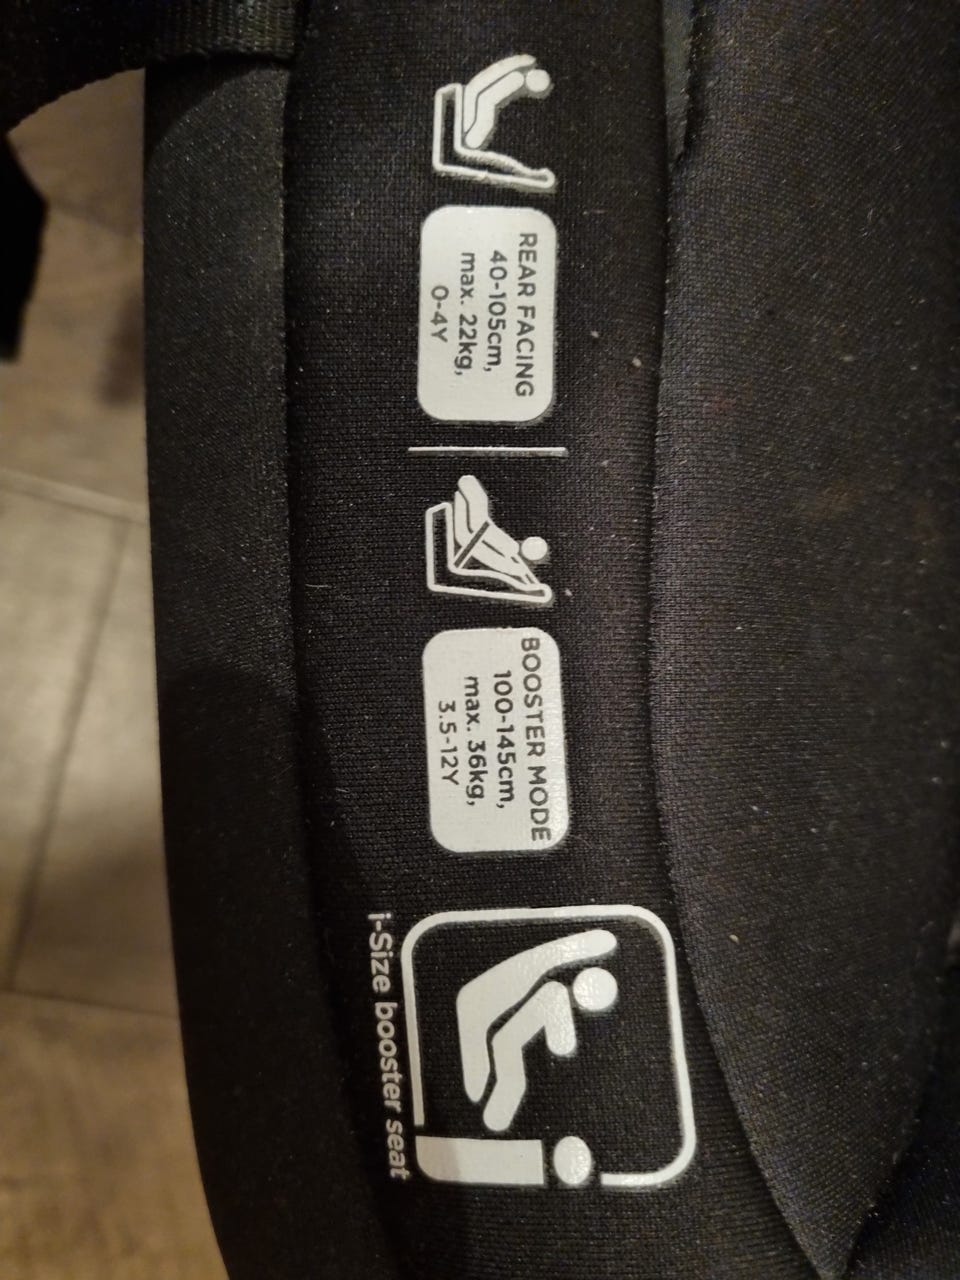 REAR FACING
40-105cm,
max. 22kg,
0-4Y
BOOSTER MODE
100-145cm,
max. 36kg,
3.5-12Y
i-Size booster seat
i